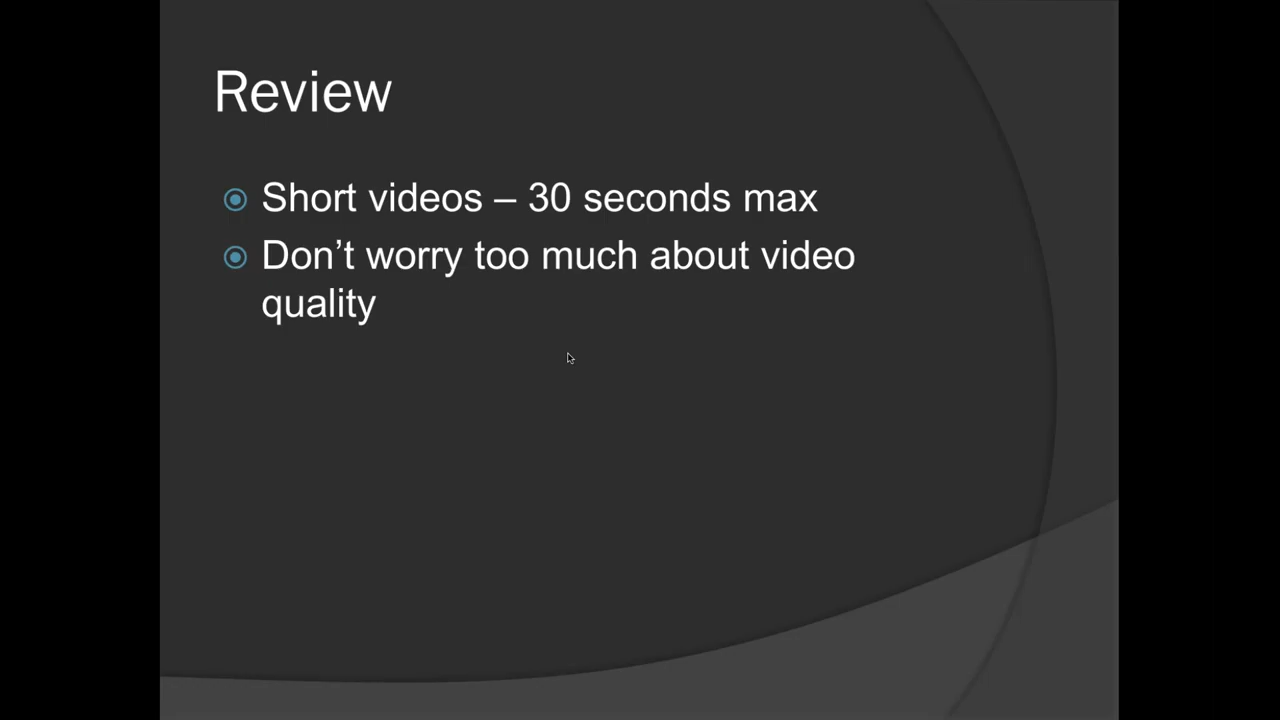 Review
Short videos – 30 seconds max
Don’t worry too much about video
quality